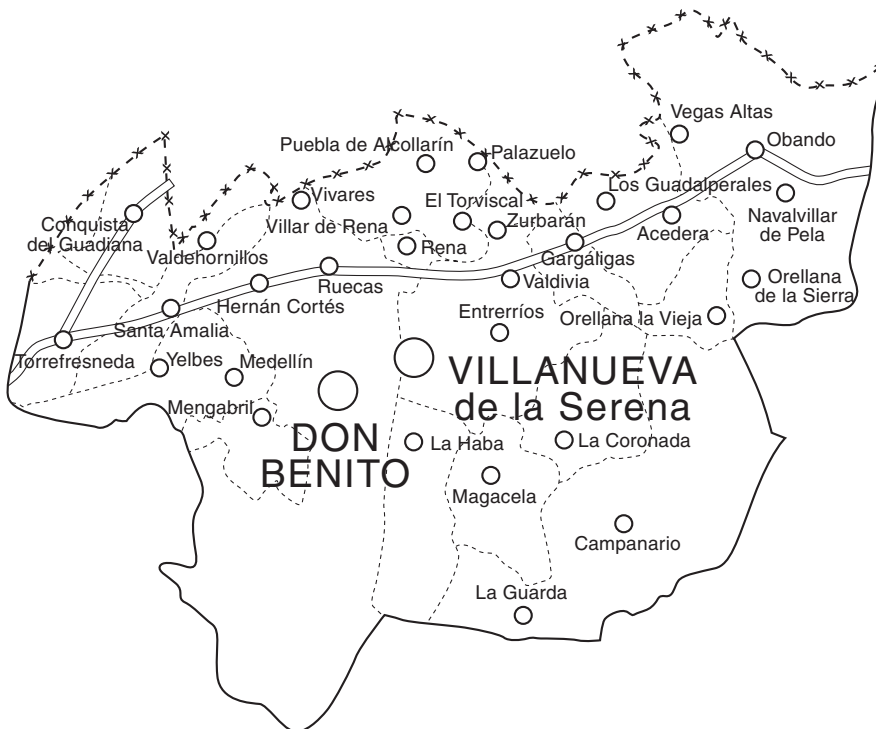 Vegas Altas
Obando
Puebla de Alcollarín
Palazuelo
Los Guadalperales
Vivares
El Torviscal
Navalvillar
de Pela
Conquista
del Guadiana
Villar de Rena
Zurbarán
Acedera
Valdehornillos
Rena
Gargáligas
Ruecas
Valdivia
Orellana
de la Sierra
Hernán Cortés
Entrerríos
Orellana la Vieja
Santa Amalia
Torrefresneda
Yelbes
Medellín
VILLANUEVA
de la Serena
Mengabril
DON
BENITO
La Haba
La Coronada
Magacela
Campanario
La Guarda